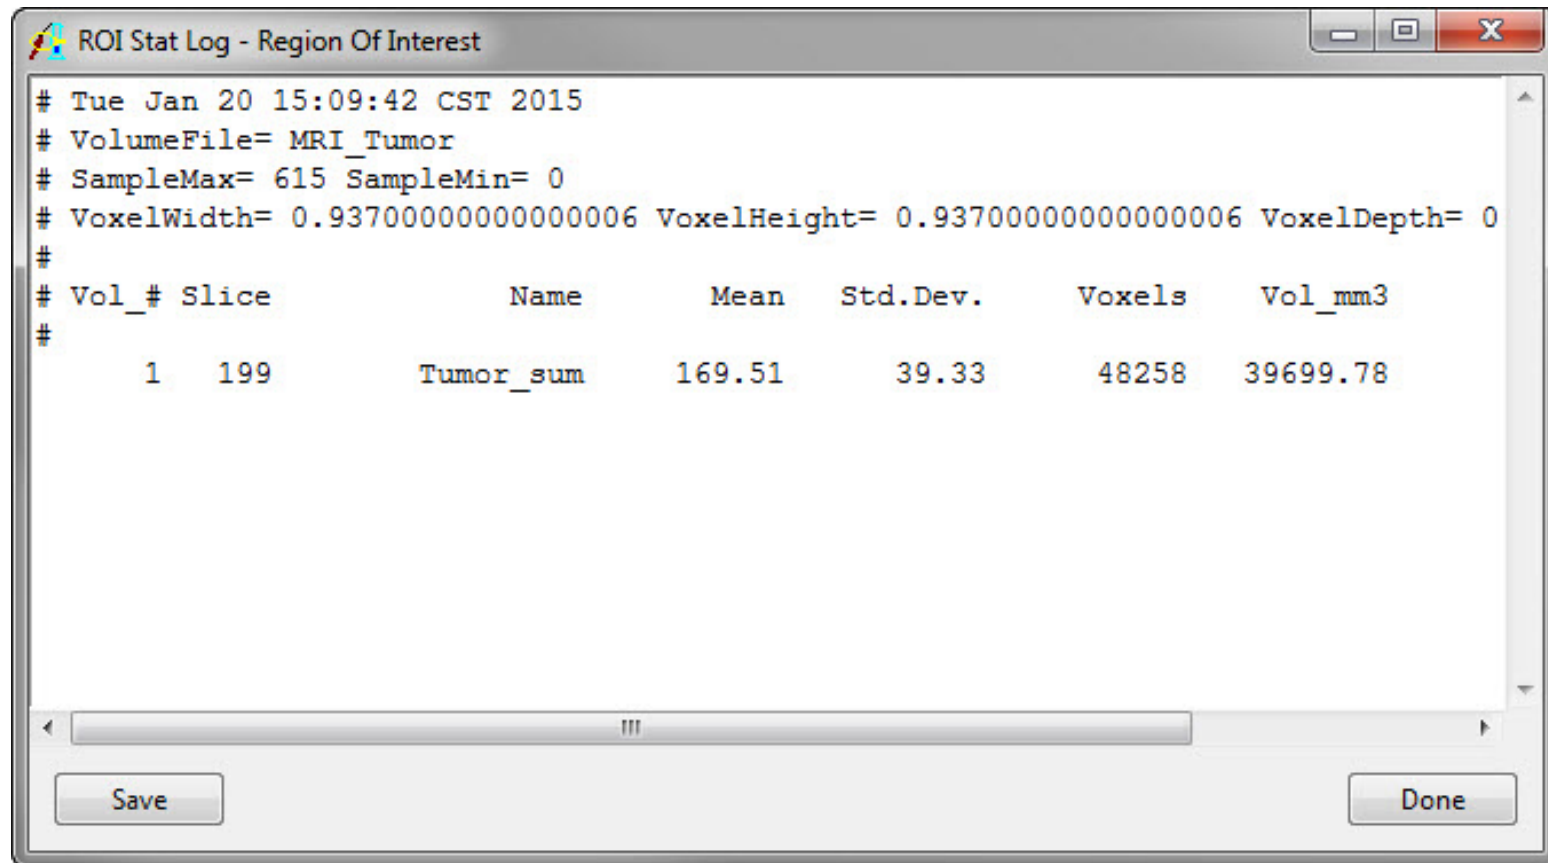 ROI Stat Log - Region Of Interest
# Tue Jan 20 15:09:42 CST 2015
# VolumeFile= MRI_Tumor
# SampleMax= 615 SampleMin= 0
# VoxelWidth= 0.93700000000000006 VoxelHeight= 0.93700000000000006 VoxelDepth= 0
#
# Vol_# Slice Name Mean Std.Dev. Voxels Vol_mm3
#
1 199 Tumor_sum 169.51 39.33 48258 39699.78
Save Done